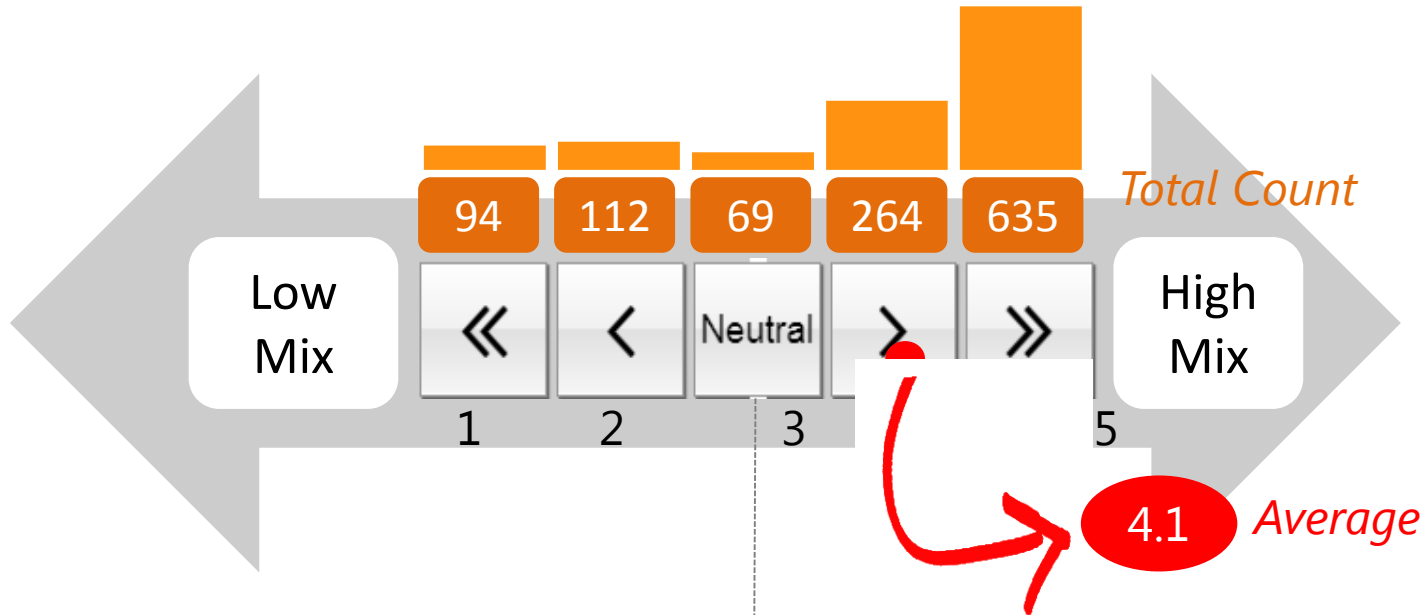 94 112 69 264 635
Total Count
Low
Mix
Neutral
High
Mix
1 2 3 5
4.1
Average